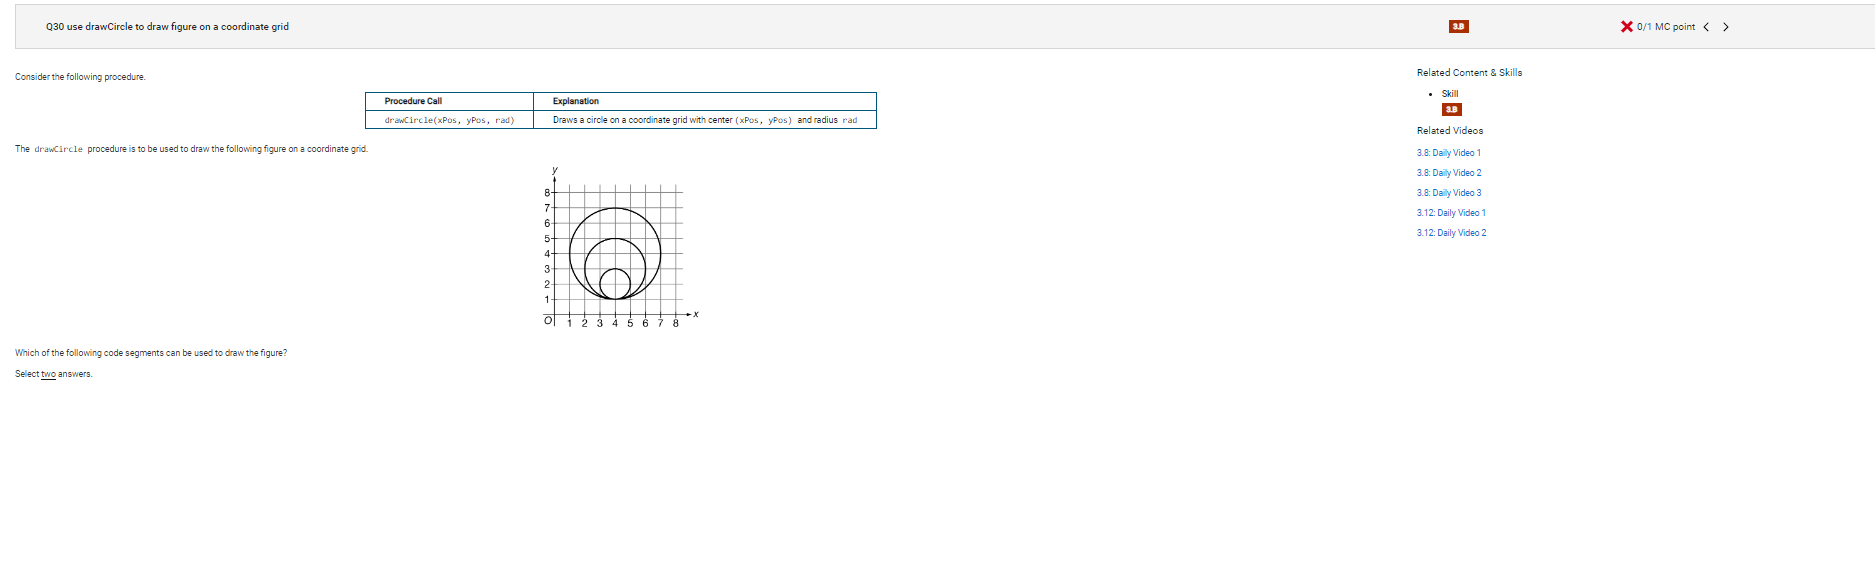 Q30 use drawCircle to draw figure on a coordinate grid
3.B
0/1 MC point
Consider the following procedure.
Procedure Call Explanation
drawCircle(xPos, yPos, rad) Draws a circle on a coordinate grid with center (xPos, yPos) and radius rad
The drawCircle procedure is to be used to draw the following figure on a coordinate grid.
y
8
7
6
5
4
3
2
1
O 1 2 3 4 5 6 7 8 x
Which of the following code segments can be used to draw the figure?
Select two answers.
Related Content & Skills
• Skill
3.B
Related Videos
3.8: Daily Video 1
3.8: Daily Video 2
3.8: Daily Video 3
3.12: Daily Video 1
3.12: Daily Video 2